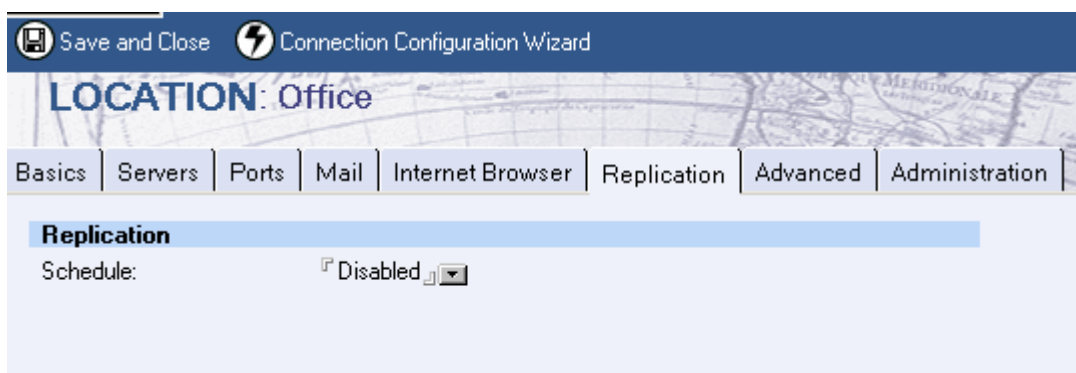 Save and Close Connection Configuration Wizard
LOCATION: Office
Basics Servers Ports Mail Internet Browser Replication Advanced Administration
Replication
Schedule: Disabled